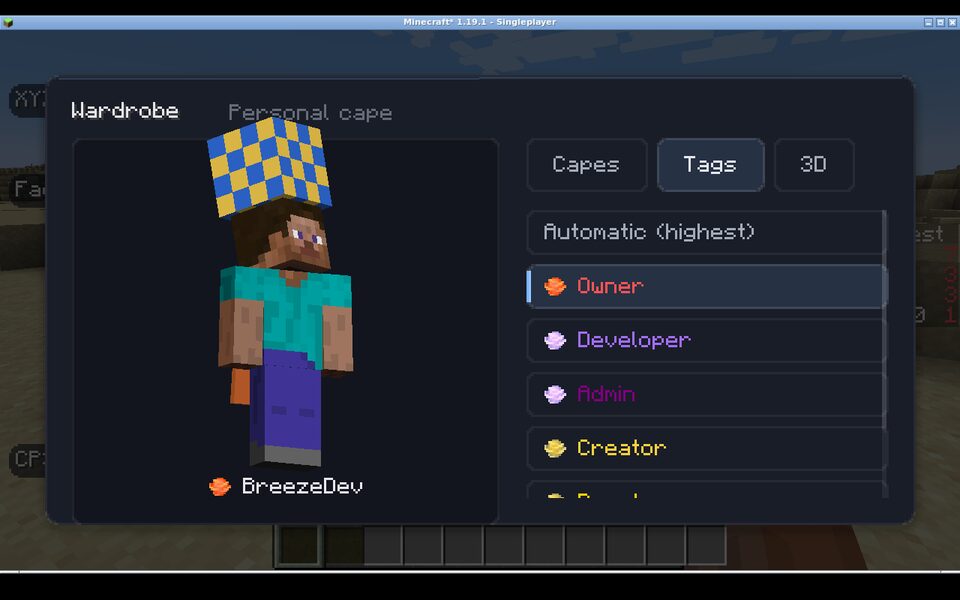 Minecraft* 1.19.1 - Singleplayer
Wardrobe
Personal cape
Capes
Tags
3D
Automatic (highest)
Owner
Developer
Admin
Creator
BreezeDev